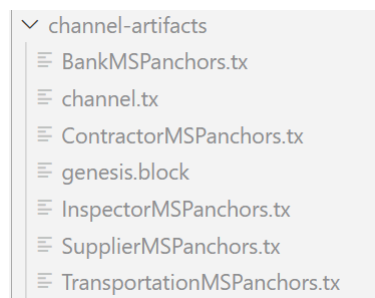 channel-artifacts
BankMSPanchors.tx
channel.tx
ContractorMSPanchors.tx
genesis.block
InspectorMSPanchors.tx
SupplierMSPanchors.tx
TransportationMSPanchors.tx